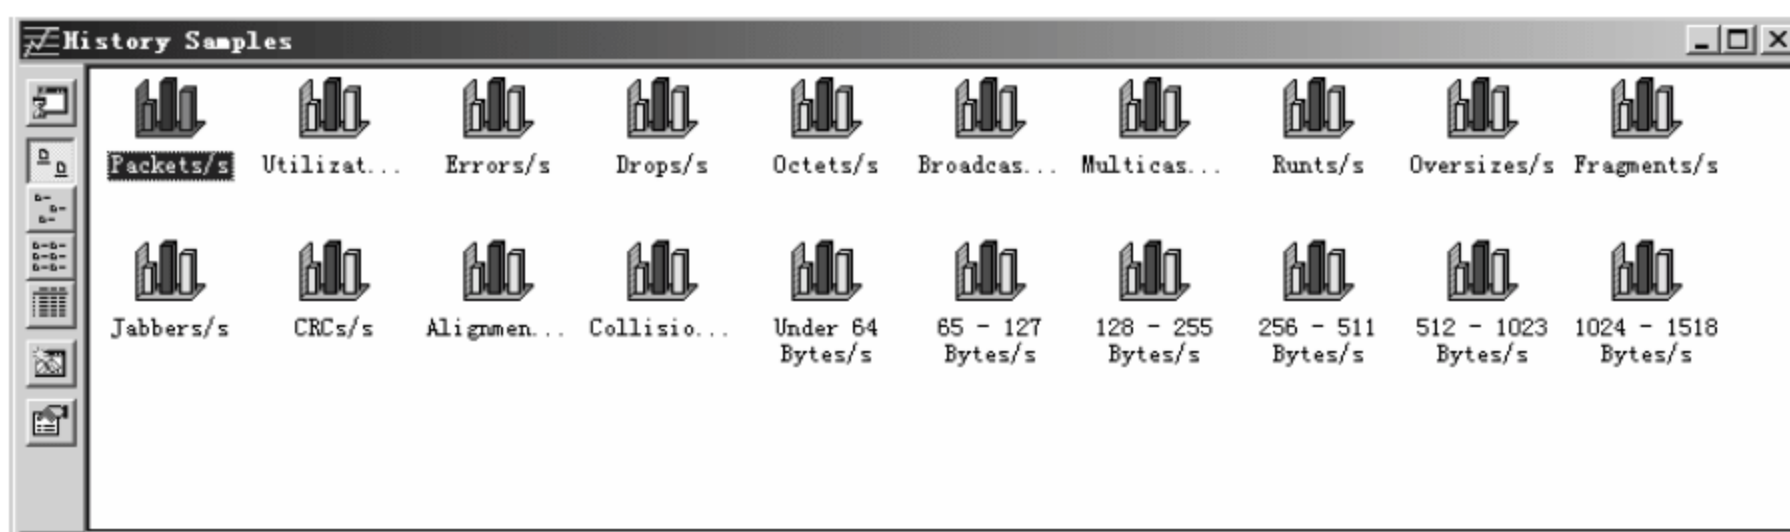 History Samples
Packets/s Utilizat... Errors/s Drops/s Octets/s Broadcas... Multicas... Runts/s Oversizes/s Fragments/s
Jabbers/s CRCs/s Alignmen... Collisio... Under 64 65 - 127 128 - 255 256 - 511 512 - 1023 1024 - 1518
Bytes/s Bytes/s Bytes/s Bytes/s Bytes/s Bytes/s